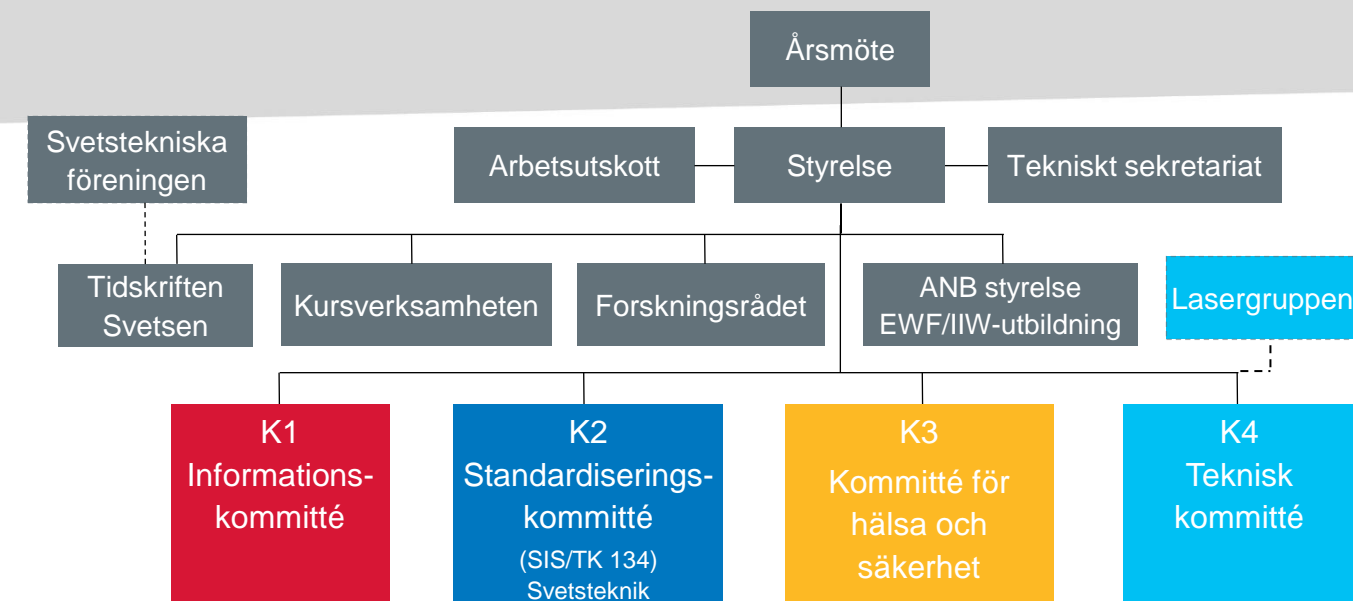 Årsmöte
Svetstekniska
föreningen
Arbetsutskott
Styrelse
Tekniskt sekretariat
Tidskriften
Svetsen
Kursverksamheten
Forskningsrådet
ANB styrelse
EWF/IIW-utbildning
Lasergruppen
K1
Informations-
kommitté
K2
Standardiserings-
kommitté
(SIS/TK 134)
Svetsteknik
K3
Kommitté för
hälsa och
säkerhet
K4
Teknisk
kommitté